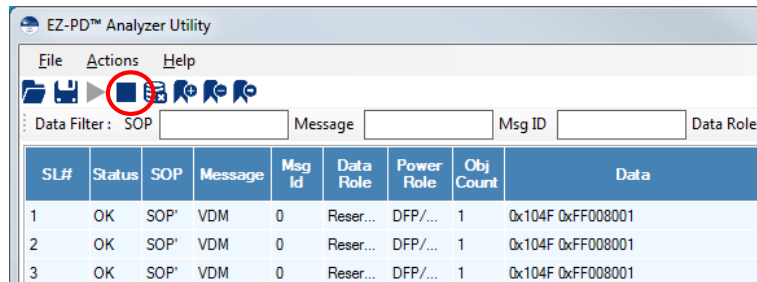 EZ-PD™ Analyzer Utility
File Actions Help
Data Filter : SOP Message Msg ID Data Role
SL# Status SOP Message Msg Id Data Role Power Role Obj Count Data
1 OK SOP' VDM 0 Reser... DFP/... 1 0x104F 0xFF008001
2 OK SOP' VDM 0 Reser... DFP/... 1 0x104F 0xFF008001
3 OK SOP' VDM 0 Reser... DFP/... 1 0x104F 0xFF008001